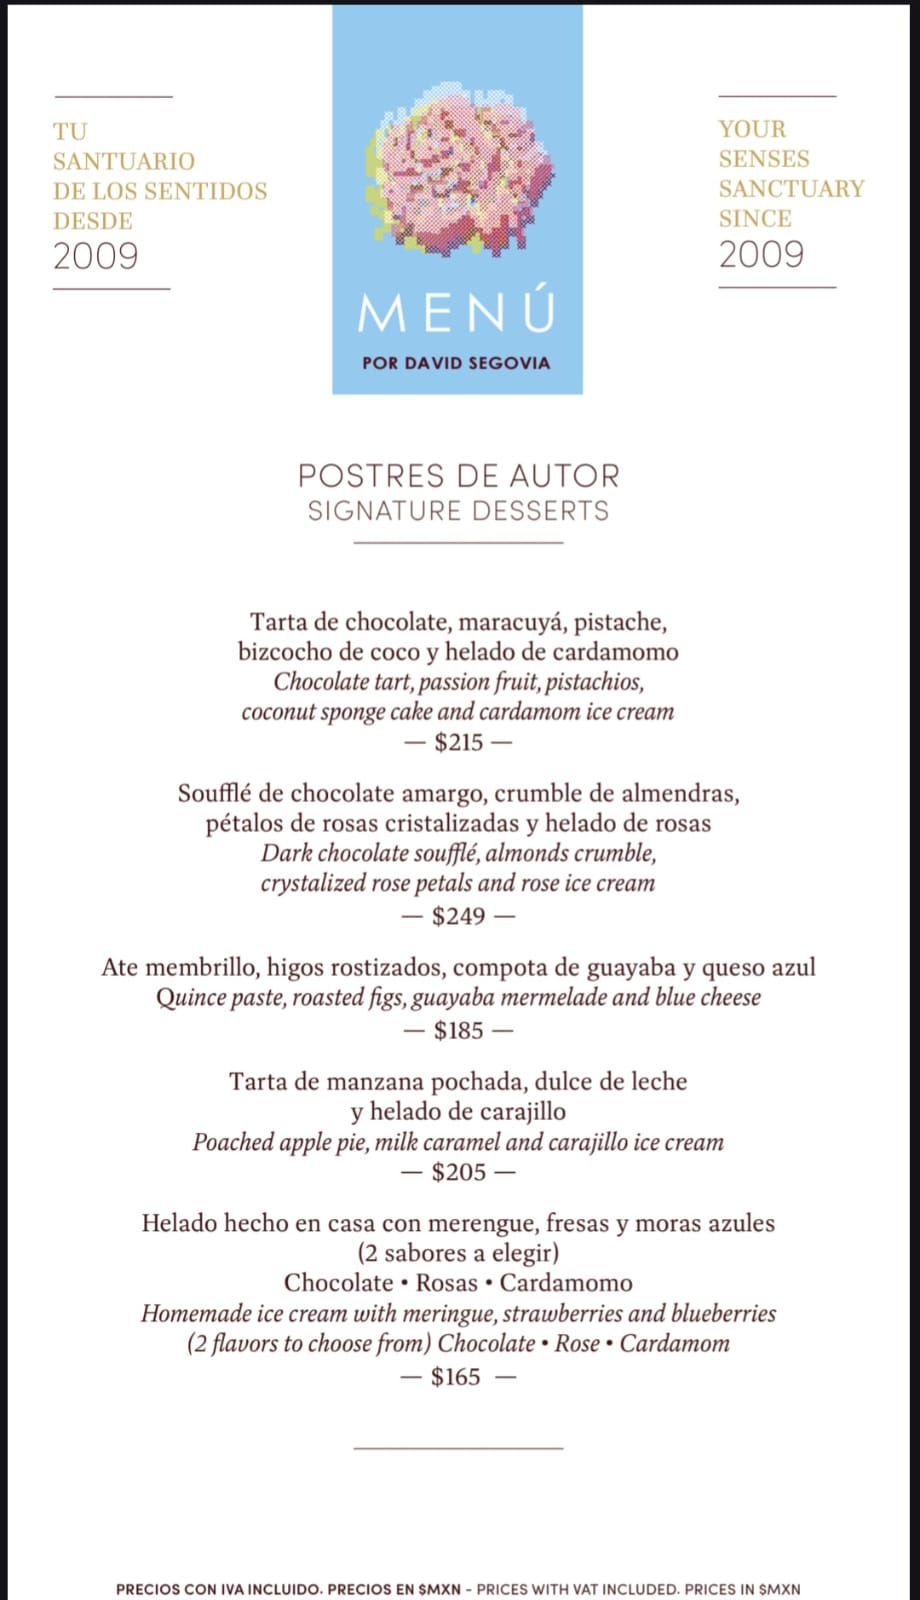 TU
SANTUARIO
DE LOS SENTIDOS
DESDE
2009
YOUR
SENSES
SANCTUARY
SINCE
2009
MENÚ
POR DAVID SEGOVIA
POSTRES DE AUTOR
SIGNATURE DESSERTS
Tarta de chocolate, maracuyá, pistache,
bizcocho de coco y helado de cardamomo
Chocolate tart, passion fruit, pistachios,
coconut sponge cake and cardamom ice cream
— $215 —
Soufflé de chocolate amargo, crumble de almendras,
pétalos de rosas cristalizadas y helado de rosas
Dark chocolate soufflé, almonds crumble,
crystalized rose petals and rose ice cream
— $249 —
Ate membrillo, higos rostizados, compota de guayaba y queso azul
Quince paste, roasted figs, guayaba mermelade and blue cheese
— $185 —
Tarta de manzana pochada, dulce de leche
y helado de carajillo
Poached apple pie, milk caramel and carajillo ice cream
— $205 —
Helado hecho en casa con merengue, fresas y moras azules
(2 sabores a elegir)
Chocolate • Rosas • Cardamomo
Homemade ice cream with meringue, strawberries and blueberries
(2 flavors to choose from) Chocolate • Rose • Cardamom
— $165 —
PRECIOS CON IVA INCLUIDO. PRECIOS EN $MXN - PRICES WITH VAT INCLUDED. PRICES IN $MXN